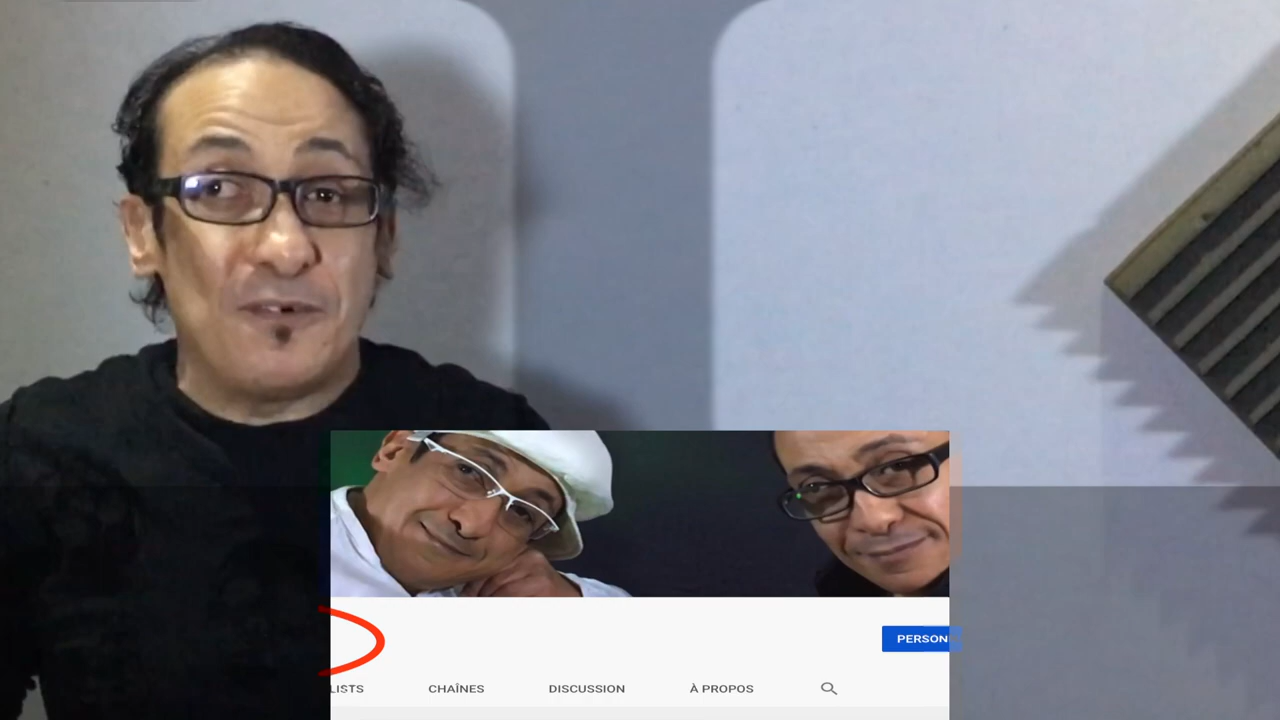 PERSON
LISTS
CHAÎNES
DISCUSSION
À PROPOS